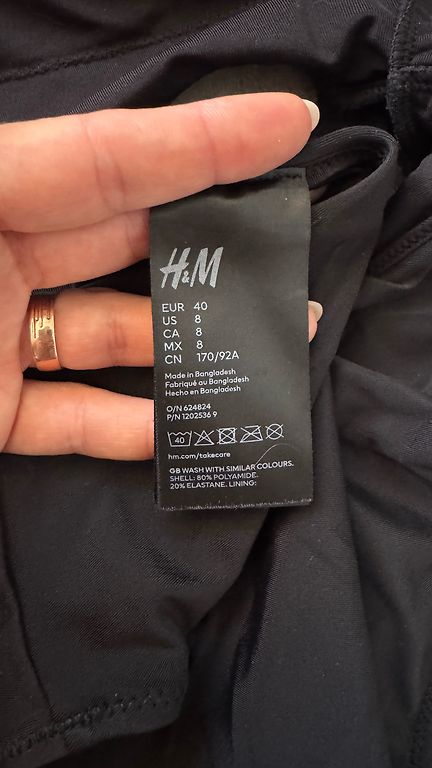 H&M
EUR 40
US 8
CA 8
MX 8
CN 170/92A
Made in Bangladesh
Fabriqué au Bangladesh
Hecho en Bangladesh
O/N 624824
P/N 1202536 9
40
hm.com/takecare
GB WASH WITH SIMILAR COLOURS.
SHELL: 80% POLYAMIDE.
20% ELASTANE. LINING: